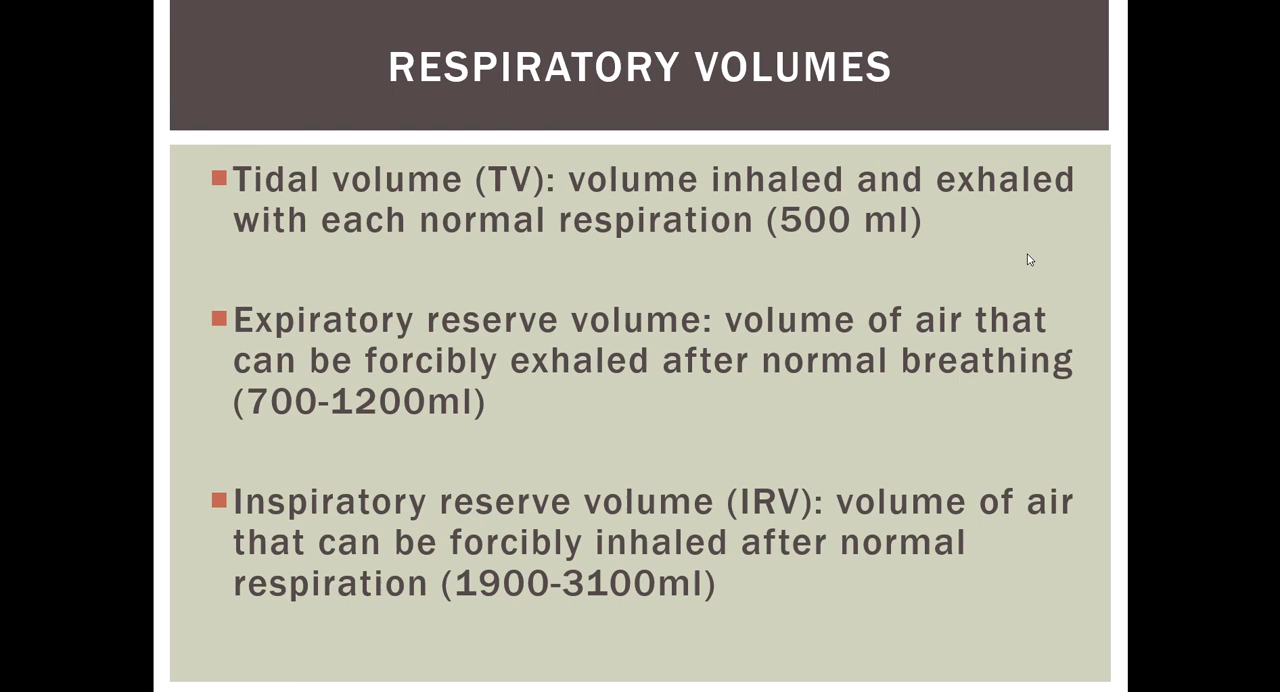 RESPIRATORY VOLUMES
Tidal volume (TV): volume inhaled and exhaled
with each normal respiration (500 ml)
Expiratory reserve volume: volume of air that
can be forcibly exhaled after normal breathing
(700-1200ml)
Inspiratory reserve volume (IRV): volume of air
that can be forcibly inhaled after normal
respiration (1900-3100ml)